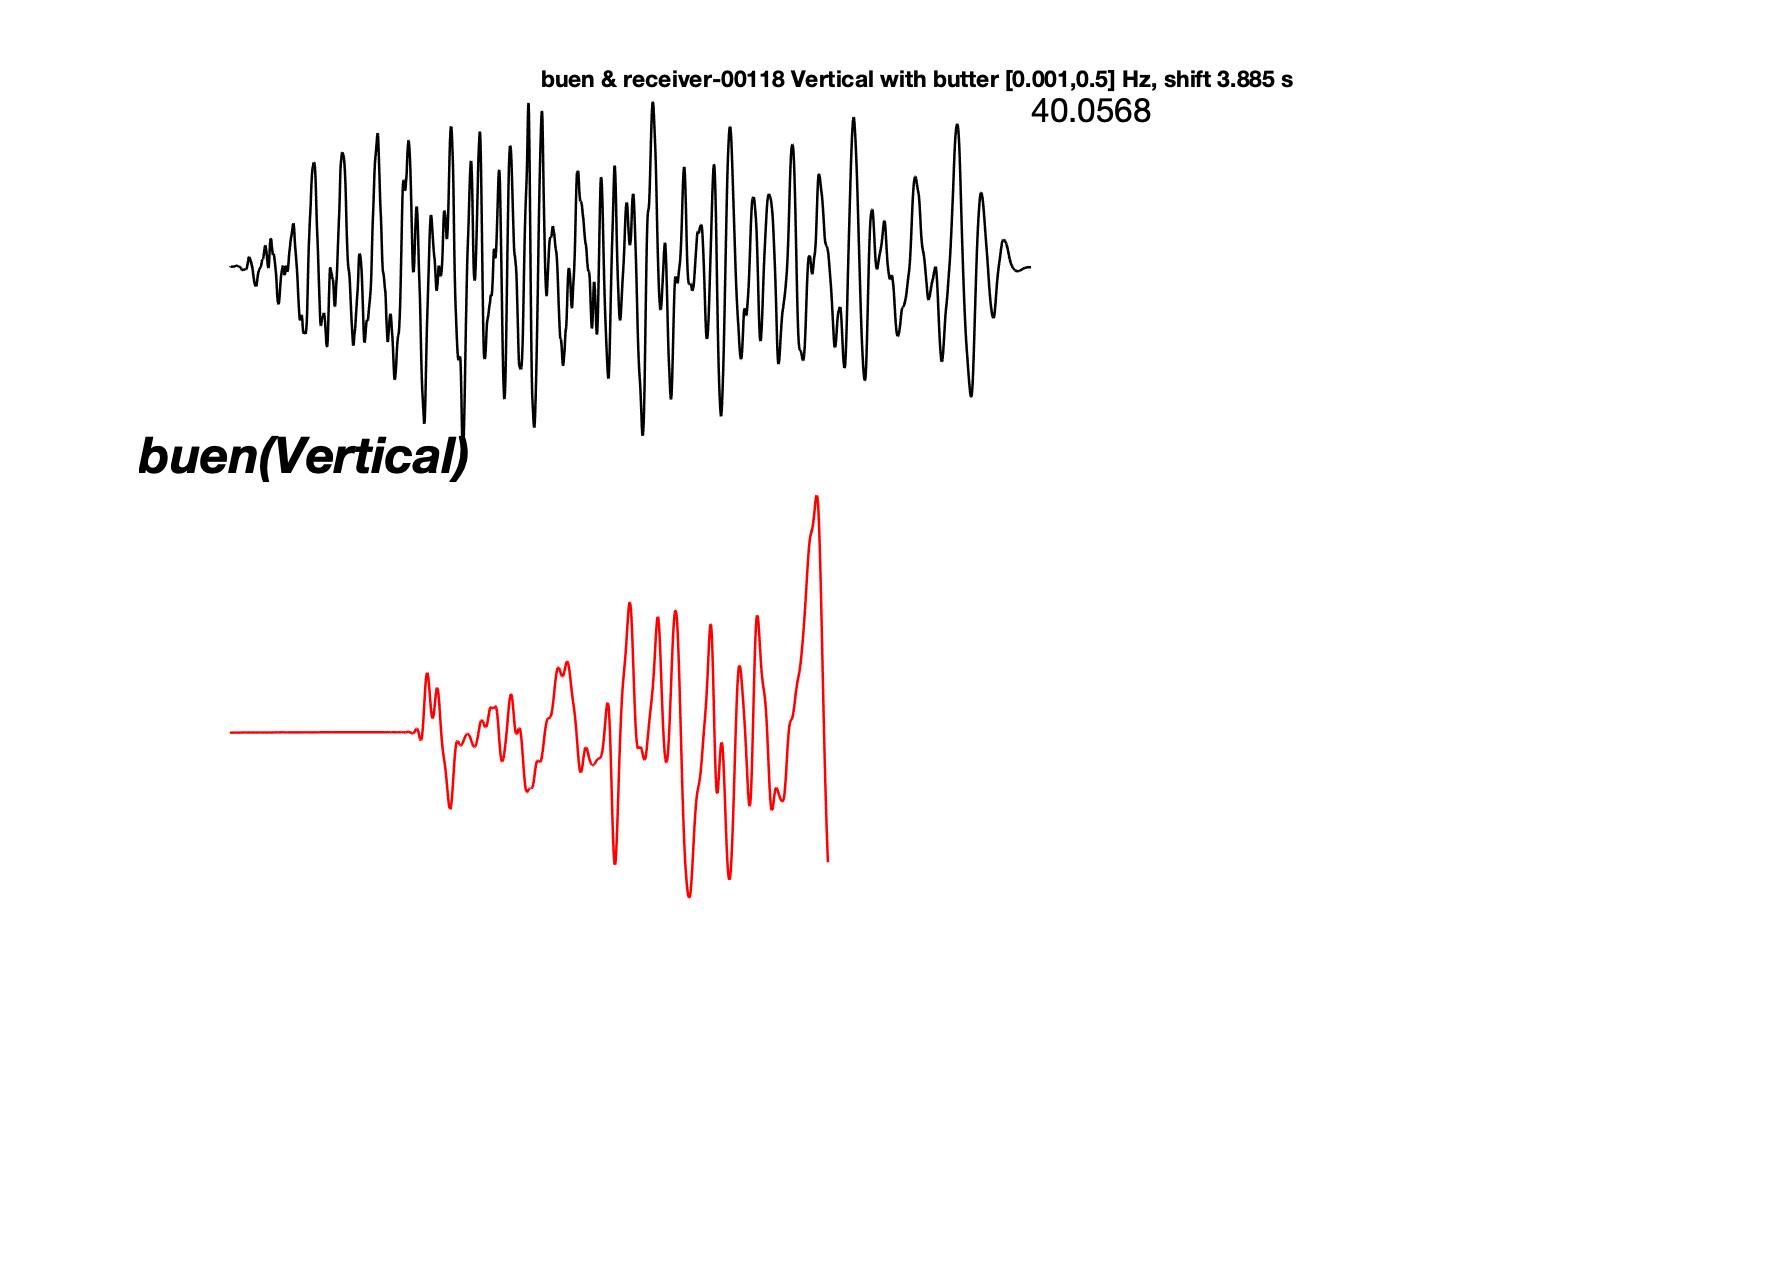 buen & receiver-00118 Vertical with butter [0.001,0.5] Hz, shift 3.885 s
40.0568
buen(Vertical)